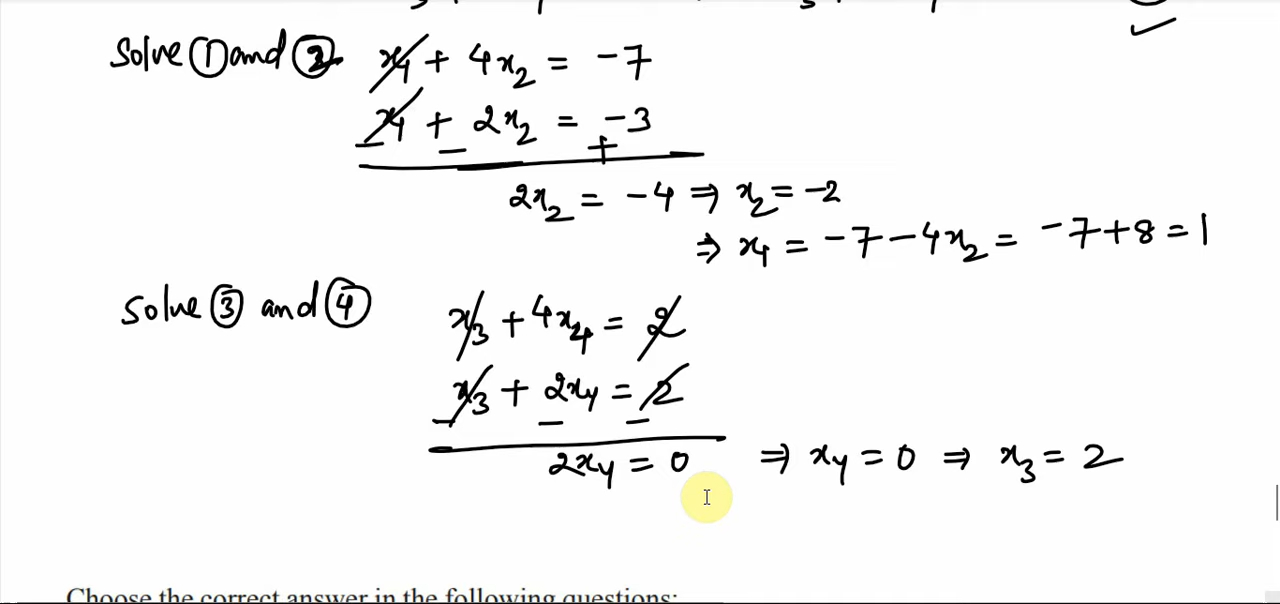 Solve ① and ② x₁ + 4x₂ = -7
x₁ + 2x₂ = -3
- - +
2x₂ = -4 ⇒ x₂ = -2
⇒ x₁ = -7 - 4x₂ = -7 + 8 = 1
Solve ③ and ④ x₃ + 4x₄ = 2
x₃ + 2x₄ = 2
- - -
2x₄ = 0 ⇒ x₄ = 0 ⇒ x₃ = 2
Choose the correct answer in the following questions: